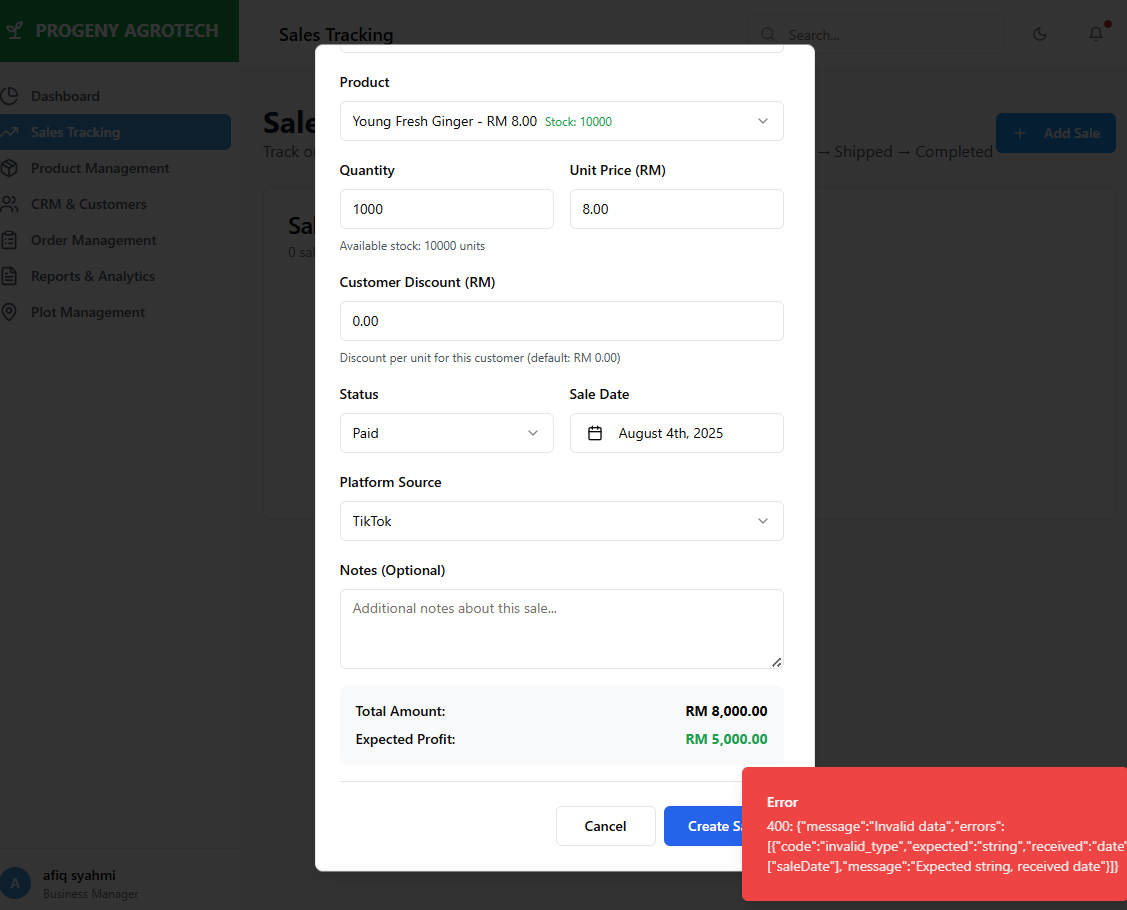 PROGENY AGROTECH
Sales Tracking
Search...
Dashboard
Sales Tracking
Product Management
CRM & Customers
Order Management
Reports & Analytics
Plot Management
Sale
Track o
→ Shipped → Completed
Add Sale
Sal
0 sal
Product
Young Fresh Ginger - RM 8.00 Stock: 10000
Quantity Unit Price (RM)
1000 8.00
Available stock: 10000 units
Customer Discount (RM)
0.00
Discount per unit for this customer (default: RM 0.00)
Status Sale Date
Paid August 4th, 2025
Platform Source
TikTok
Notes (Optional)
Additional notes about this sale...
Total Amount: RM 8,000.00
Expected Profit: RM 5,000.00
Cancel Create Sa
Error
400: {"message":"Invalid data","errors":
[{"code":"invalid_type","expected":"string","received":"date"
["saleDate"],"message":"Expected string, received date"}]}
A afiq syahmi
Business Manager